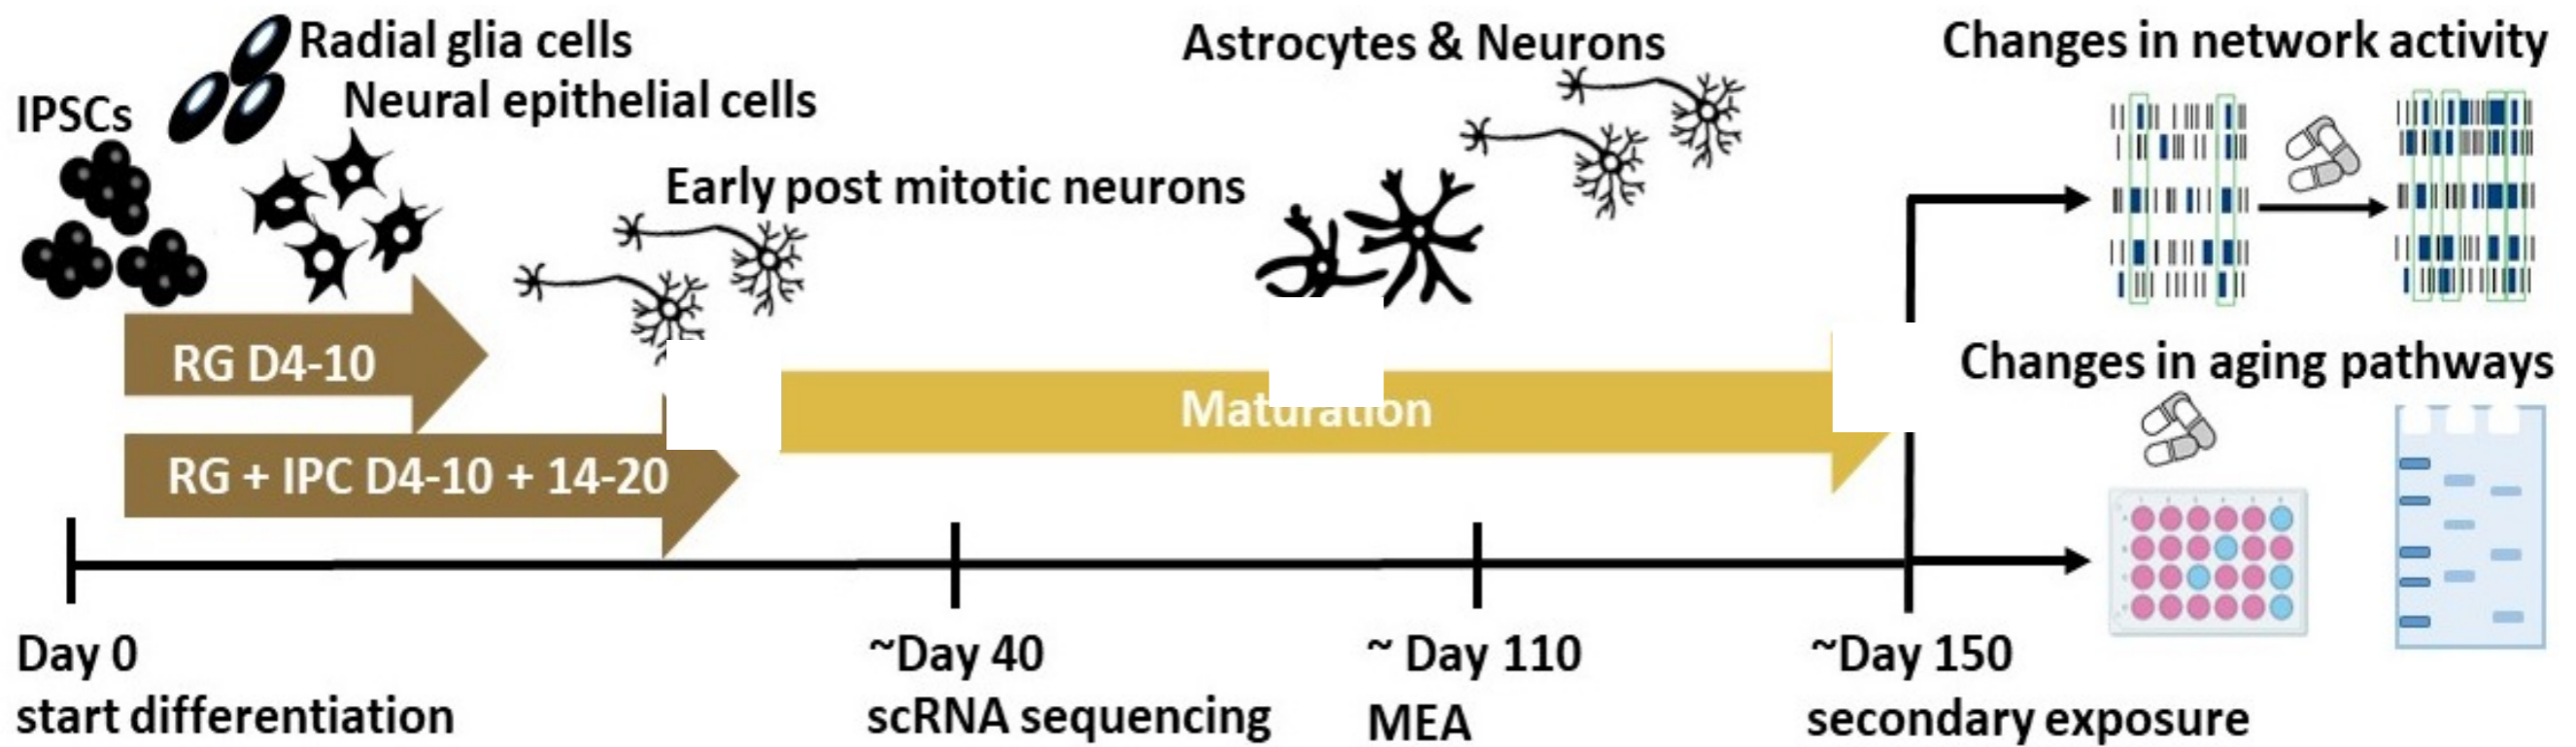 Radial glia cells
Neural epithelial cells
IPSCs
Early post mitotic neurons
Astrocytes & Neurons
Changes in network activity
Changes in aging pathways
RG D4-10
RG + IPC D4-10 + 14-20
Maturation
Day 0
start differentiation
~Day 40
scRNA sequencing
~ Day 110
MEA
~Day 150
secondary exposure